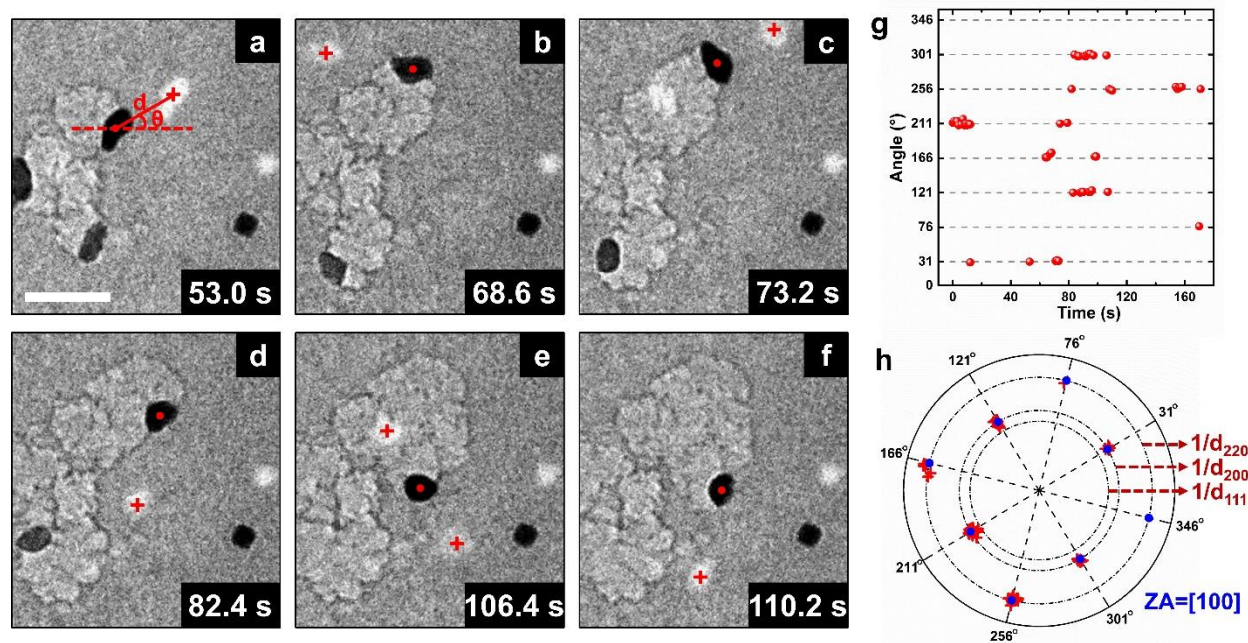 a
b
c
d
θ
53.0 s
68.6 s
73.2 s
d
e
f
82.4 s
106.4 s
110.2 s
g
346
301
256
211
166
121
76
31
Angle (°)
0
40
80
120
160
Time (s)
h
76°
121°
31°
166°
1/d220
1/d200
1/d111
346°
211°
301°
256°
ZA=[100]